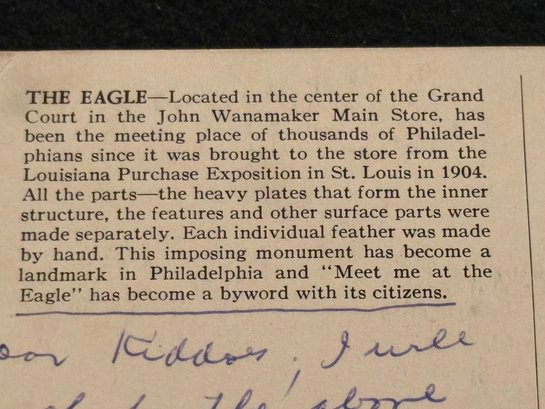 THE EAGLE—Located in the center of the Grand
Court in the John Wanamaker Main Store, has
been the meeting place of thousands of Philadel-
phians since it was brought to the store from the
Louisiana Purchase Exposition in St. Louis in 1904.
All the parts—the heavy plates that form the inner
structure, the features and other surface parts were
made separately. Each individual feather was made
by hand. This imposing monument has become a
landmark in Philadelphia and "Meet me at the
Eagle" has become a byword with its citizens.
Kiddos, I will
the above